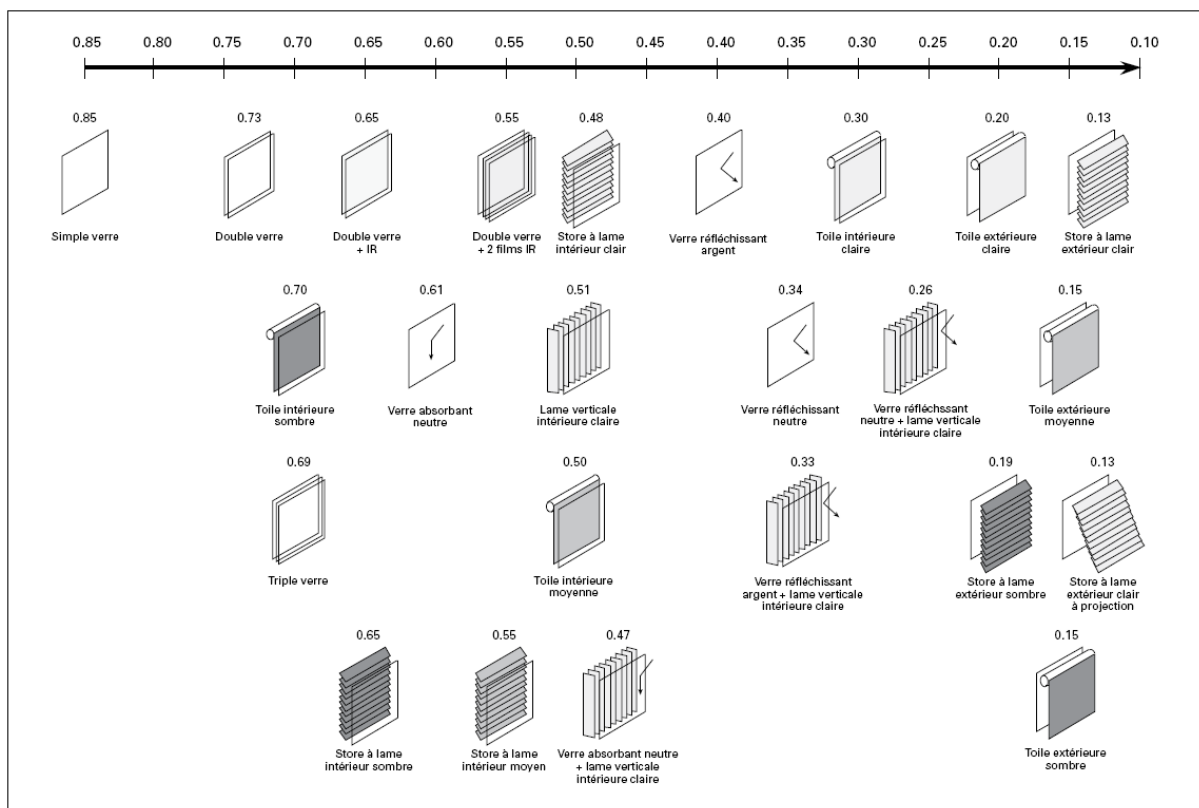 0.85 0.80 0.75 0.70 0.65 0.60 0.55 0.50 0.45 0.40 0.35 0.30 0.25 0.20 0.15 0.10
0.85
Simple verre
0.73
Double verre
0.65
Double verre
+ IR
0.55
Double verre
+ 2 films IR
0.48
Store à lame
intérieur clair
0.40
Verre réfléchissant
argent
0.30
Toile intérieure
claire
0.20
Toile extérieure
claire
0.13
Store à lame
extérieur clair
0.70
Toile intérieure
sombre
0.61
Verre absorbant
neutre
0.51
Lame verticale
intérieure claire
0.34
Verre réfléchissant
neutre
0.26
Verre réfléchssant
neutre + lame verticale
intérieure claire
0.15
Toile extérieure
moyenne
0.69
Triple verre
0.50
Toile intérieure
moyenne
0.33
Verre réfléchissant
argent + lame verticale
intérieure claire
0.19
Store à lame
extérieur sombre
0.13
Store à lame
extérieur clair
à projection
0.65
Store à lame
intérieur sombre
0.55
Store à lame
intérieur moyen
0.47
Verre absorbant neutre
+ lame verticale
intérieure claire
0.15
Toile extérieure
sombre